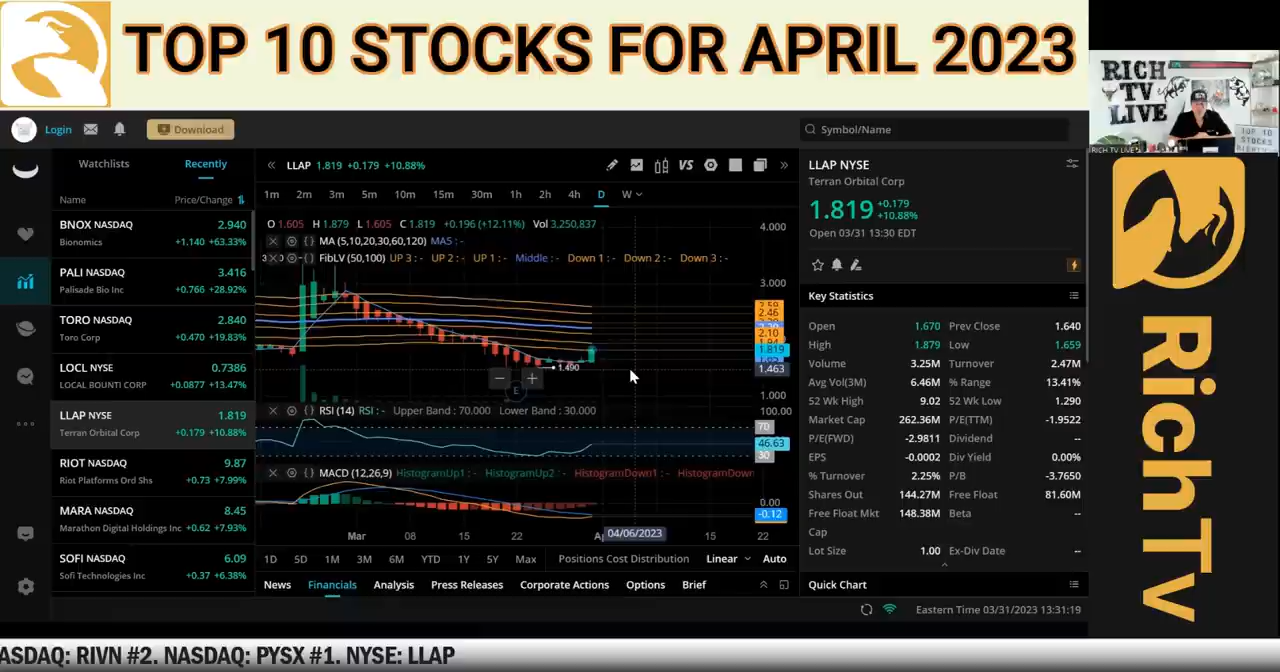 TOP 10 STOCKS FOR APRIL 2023
RICH
TV
LIVE
TOP 10
STOCKS
RICH TV LIVE
Login
Download
Symbol/Name
Watchlists
Recently
Name
Price/Change
BNOX NASDAQ 2.940
Bionomics +1.140 +63.33%
PALI NASDAQ 3.416
Palisade Bio Inc +0.766 +28.92%
TORO NASDAQ 2.840
Toro Corp +0.470 +19.83%
LOCL NYSE 0.7386
LOCAL BOUNTI CORP +0.0877 +13.47%
LLAP NYSE 1.819
Terran Orbital Corp +0.179 +10.88%
RIOT NASDAQ 9.87
Riot Platforms Ord Shs +0.73 +7.99%
MARA NASDAQ 8.45
Marathon Digital Holdings Inc +0.62 +7.93%
SOFI NASDAQ 6.09
Sofi Technologies Inc +0.37 +6.38%
LLAP 1.819 +0.179 +10.88%
VS
1m 2m 3m 5m 10m 15m 30m 1h 2h 4h D W
O 1.605 H 1.879 L 1.605 C 1.819 +0.196 (+12.11%) Vol 3,250,837
MA (5,10,20,30,60,120) MA5 : -
FibLV (50,100) UP 3 : - UP 2 : - UP 1 : - Middle : - Down 1 : - Down 2 : - Down 3 : -
4.000
3.000
2.46
2.10
1.819
1.463
1.000
1.490
E
RSI (14) RSI : - Upper Band : 70.000 Lower Band : 30.000
100.00
70
46.63
30
MACD (12,26,9) HistogramUp1 : - HistogramUp2 : - HistogramDown1 : - HistogramDown
0.00
-0.12
Mar 08 15 22 04/06/2023 15 22
1D 5D 1M 3M 6M YTD 1Y 5Y Max Positions Cost Distribution Linear Auto
News Financials Analysis Press Releases Corporate Actions Options Brief
LLAP NYSE
Terran Orbital Corp
1.819 +0.179
+10.88%
Open 03/31 13:30 EDT
Key Statistics
Open 1.670 Prev Close 1.640
High 1.879 Low 1.659
Volume 3.25M Turnover 2.47M
Avg Vol(3M) 6.46M % Range 13.41%
52 Wk High 9.02 52 Wk Low 1.290
Market Cap 262.36M P/E(TTM) -1.9522
P/E(FWD) -2.9811 Dividend --
EPS -0.0002 Div Yield 0.00%
% Turnover 2.25% P/B -3.7650
Shares Out 144.27M Free Float 81.60M
Free Float Mkt Cap 148.38M Beta --
Lot Size 1.00 Ex-Div Date --
Quick Chart
Eastern Time 03/31/2023 13:31:19
RichTV
ASDAQ: RIVN #2. NASDAQ: PYSX #1. NYSE: LLAP